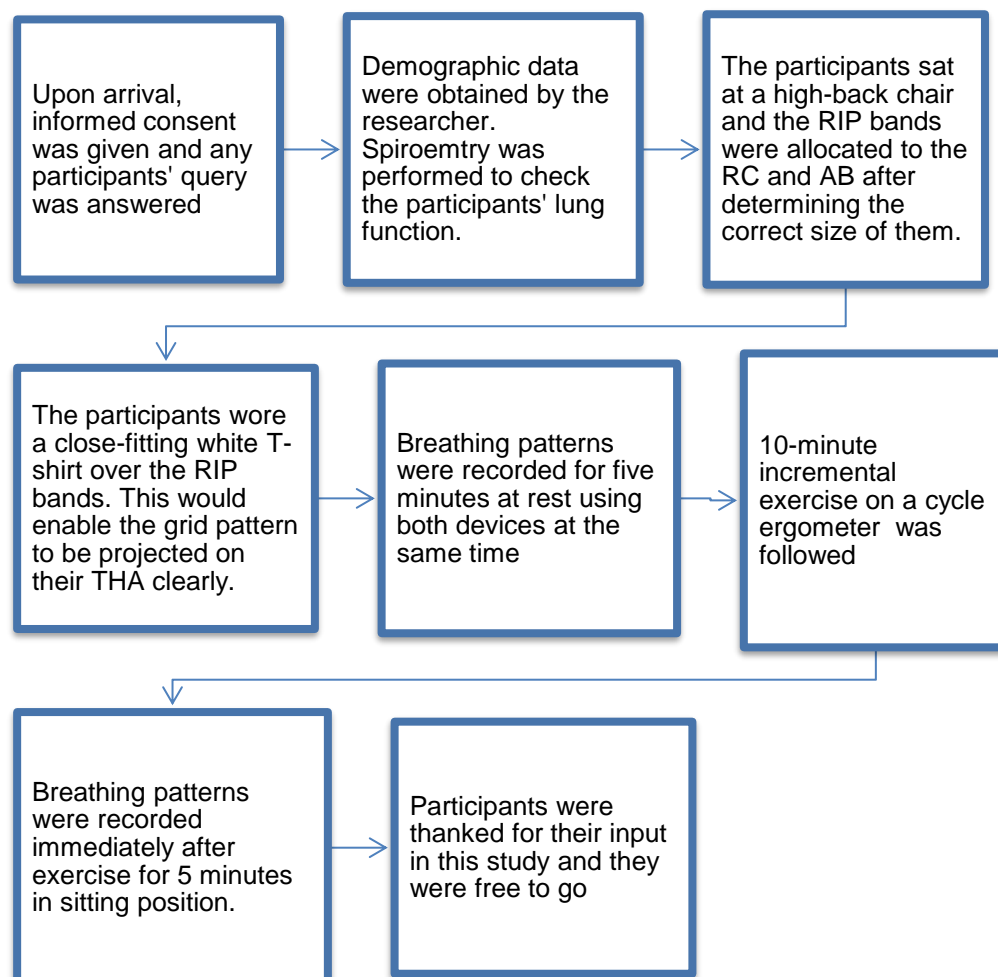 Upon arrival,
informed consent
was given and any
participants' query
was answered
Demographic data
were obtained by the
researcher.
Spiroemtry was
performed to check
the participants' lung
function.
The participants sat
at a high-back chair
and the RIP bands
were allocated to the
RC and AB after
determining the
correct size of them.
The participants wore
a close-fitting white T-
shirt over the RIP
bands. This would
enable the grid pattern
to be projected on
their THA clearly.
Breathing patterns
were recorded for five
minutes at rest using
both devices at the
same time
10-minute
incremental
exercise on a cycle
ergometer was
followed
Breathing patterns
were recorded
immediately after
exercise for 5 minutes
in sitting position.
Participants were
thanked for their input
in this study and they
were free to go